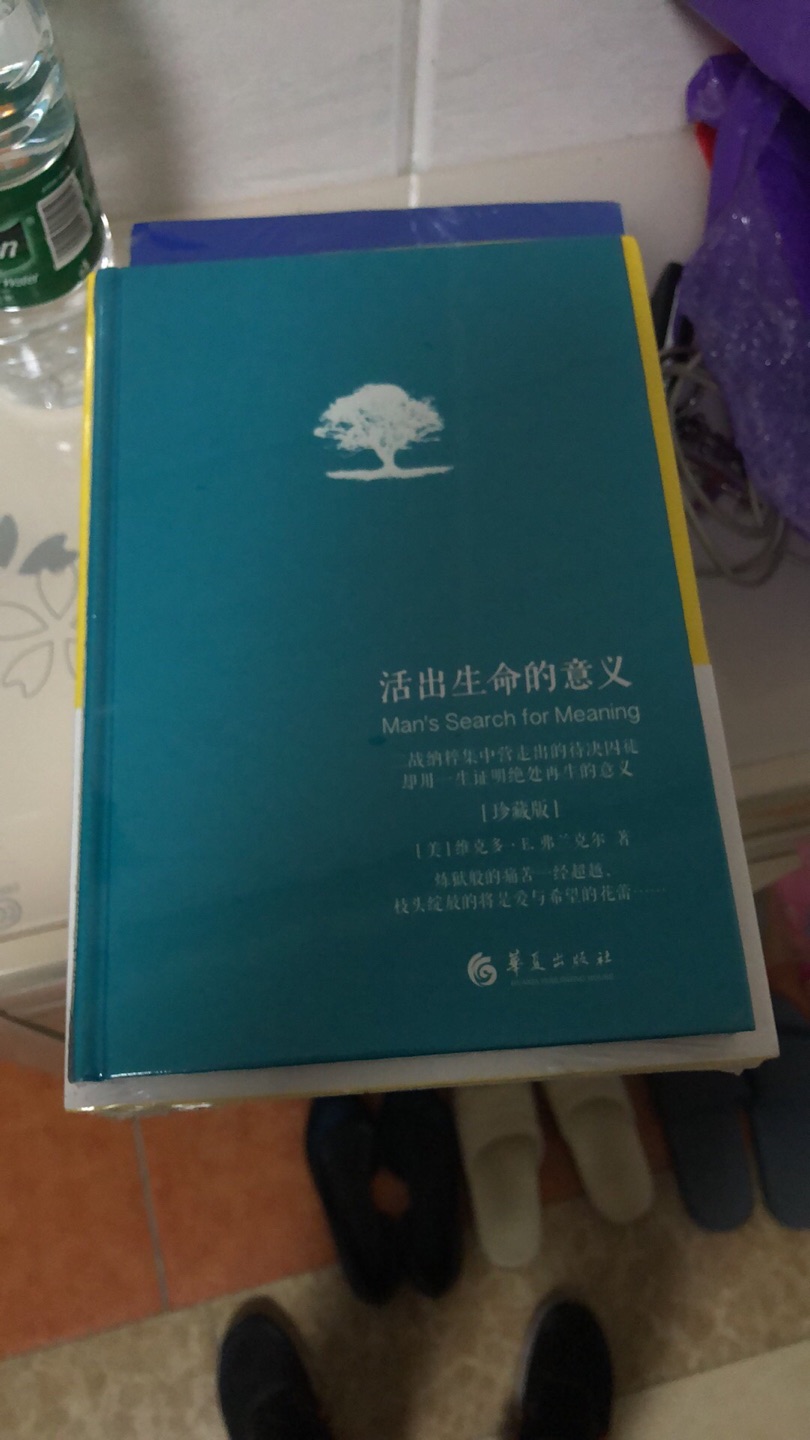 活出生命的意义
Man's Search for Meaning
二战纳粹集中营走出的待决囚徒
却用一生证明绝处再生的意义
[珍藏版]
[美]维克多·E.弗兰克尔 著
炼狱般的痛苦一经超越，
枝头绽放的将是爱与希望的花蕾……
華夏出版社